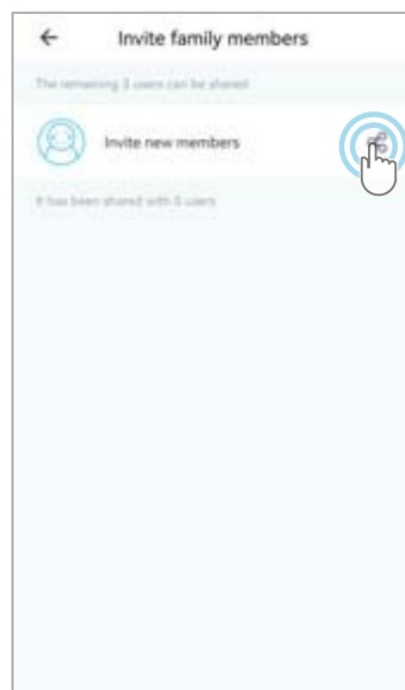 Invite family members
The remaining 3 users can be shared
Invite new members
It has been shared with users